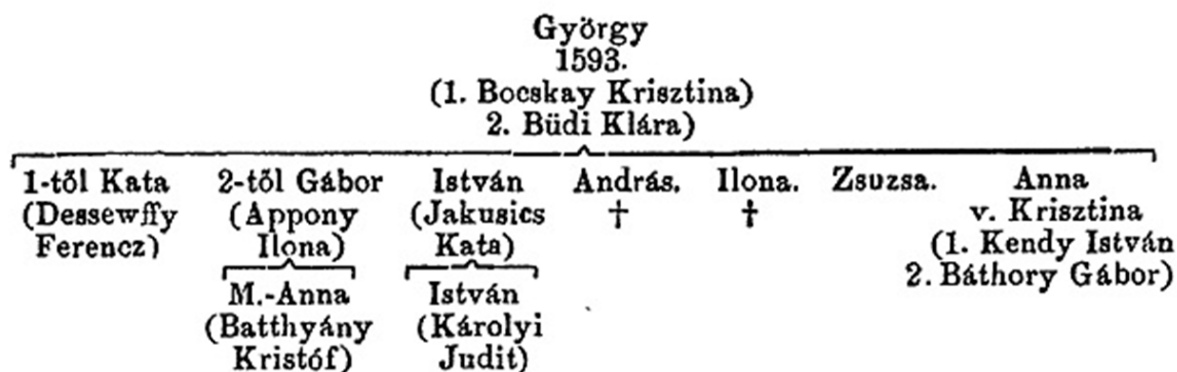 György
1593.
(1. Bocskay Krisztina)
2. Büdi Klára)
1-től Kata 2-től Gábor István András. Ilona. Zsuzsa. Anna
(Dessewffy (Appony (Jakusics † † v. Krisztina
Ferencz) Ilona) Kata) (1. Kendy István
2. Báthory Gábor)
M.-Anna István
(Batthyány (Károlyi
Kristóf) Judit)